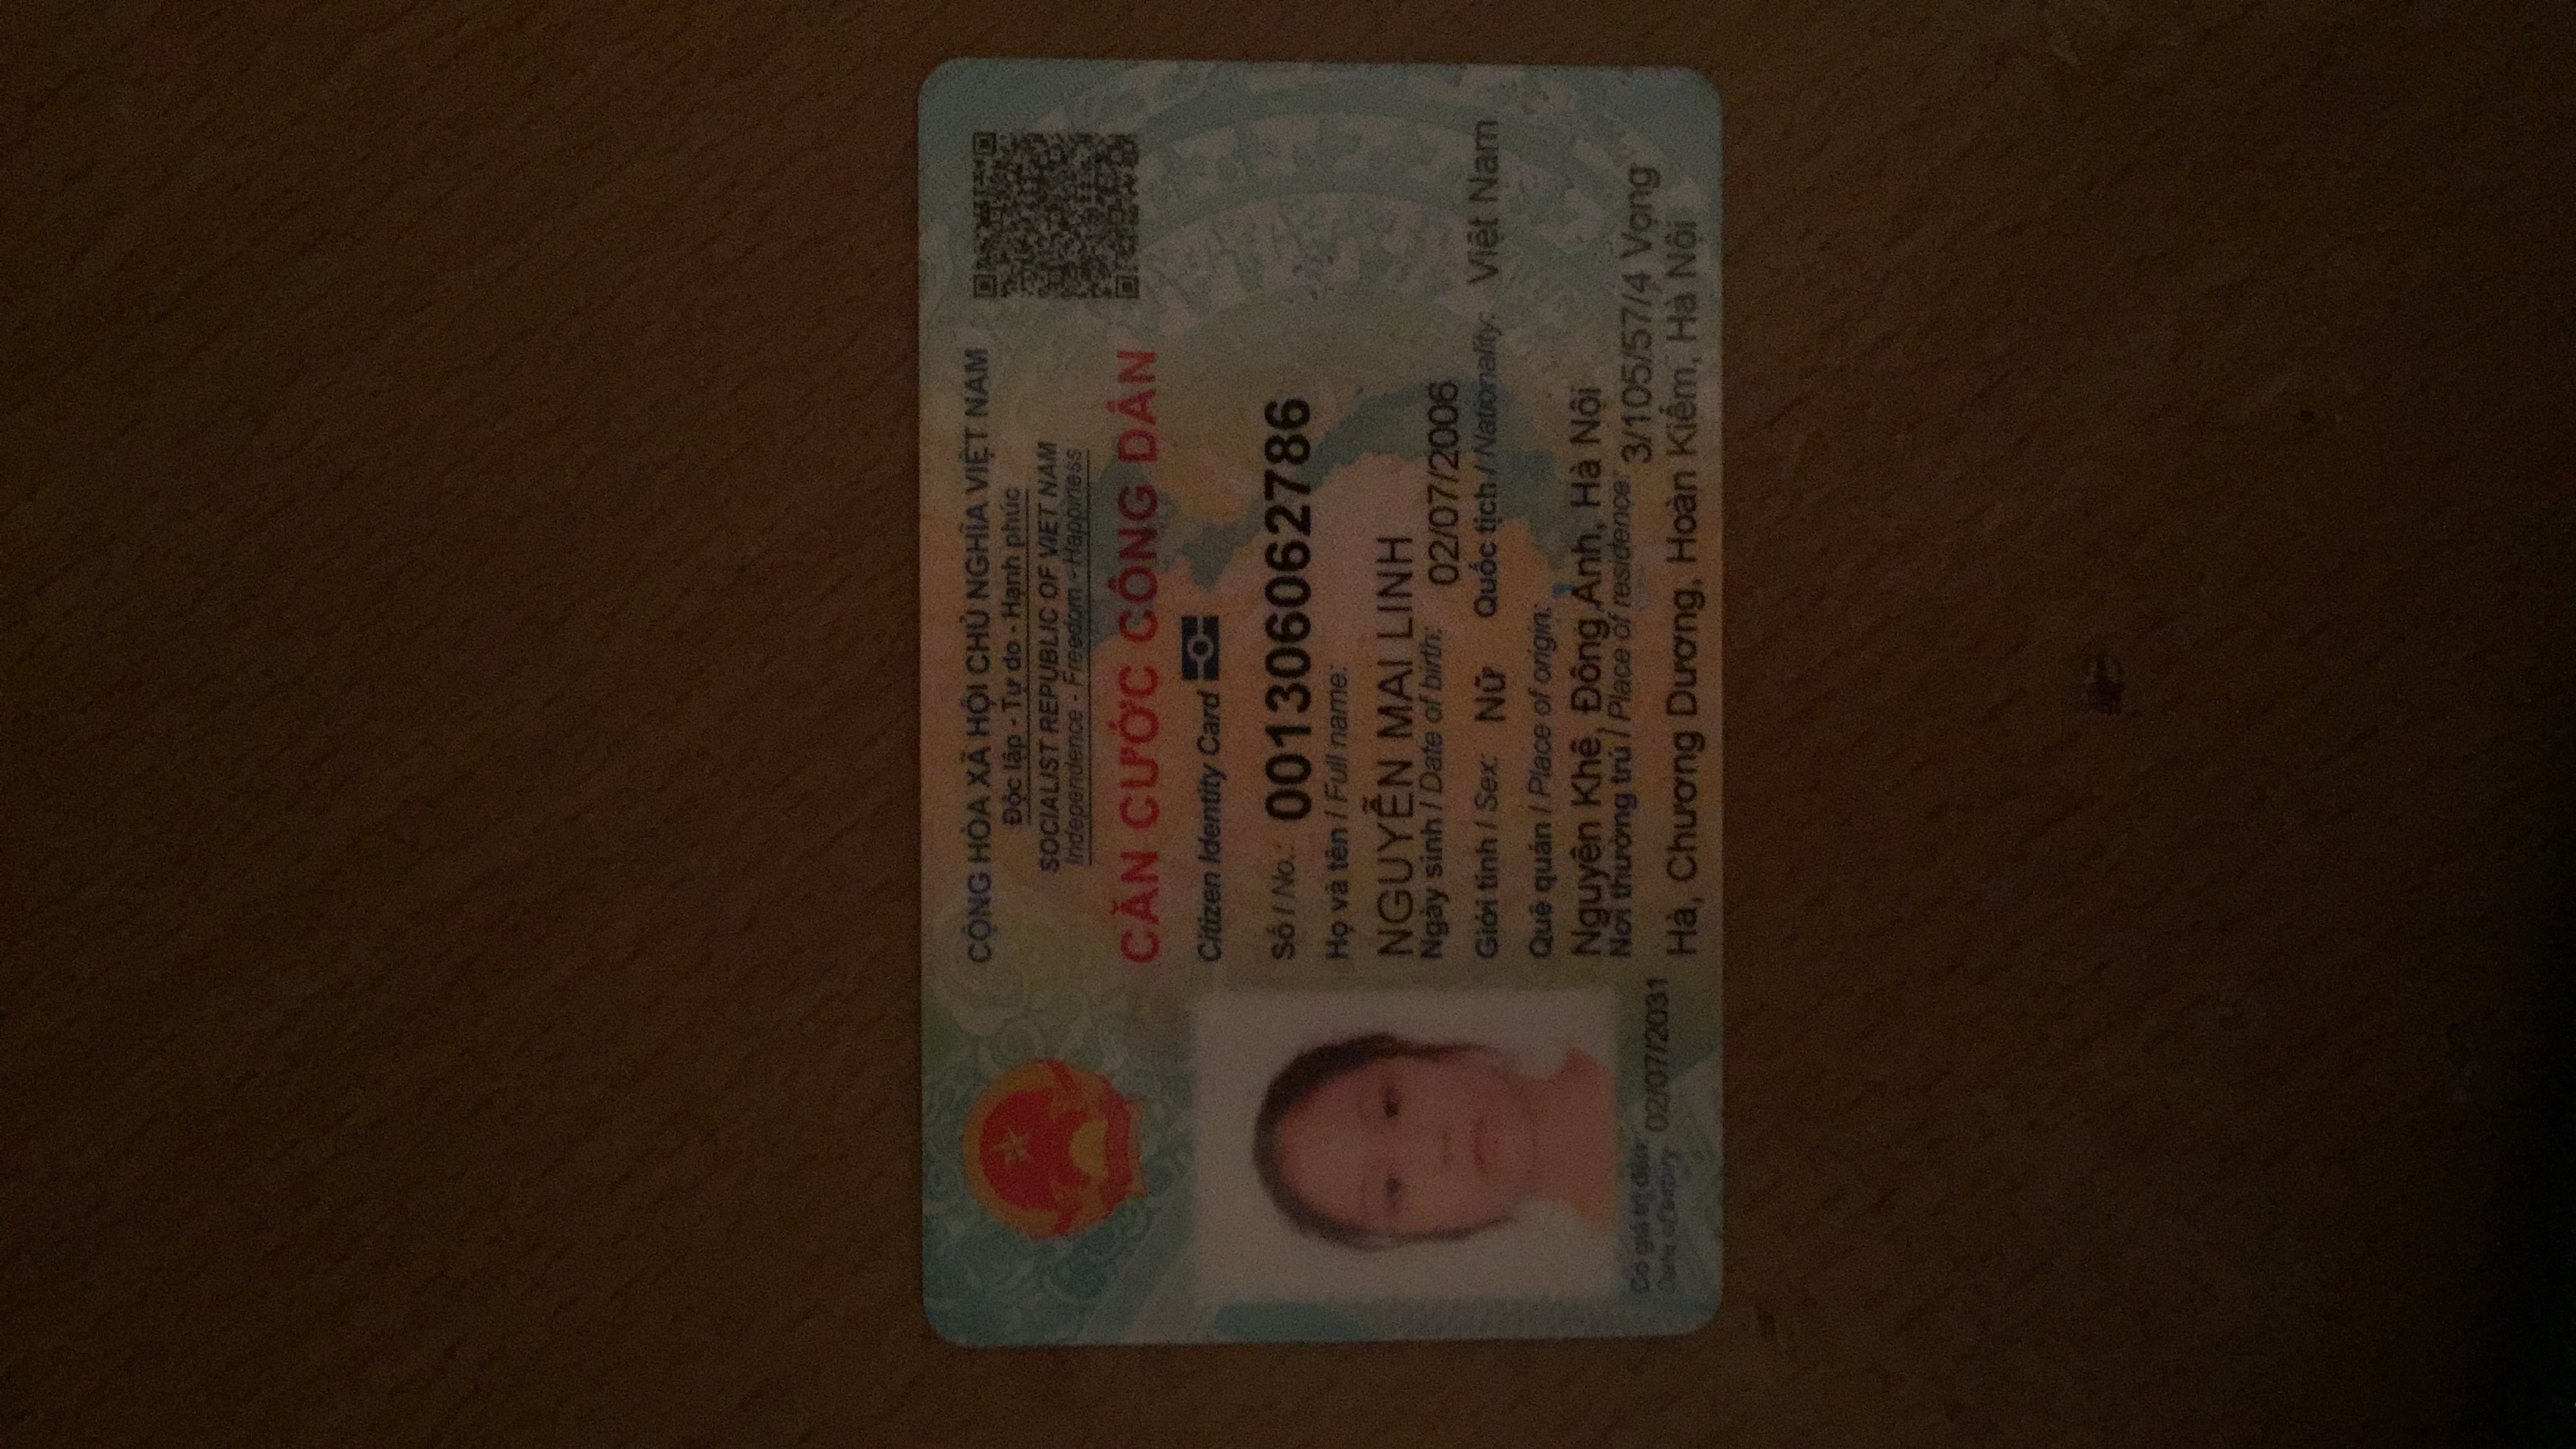 CỘNG HÒA XÃ HỘI CHỦ NGHĨA VIỆT NAM
Độc lập - Tự do - Hạnh phúc
SOCIALIST REPUBLIC OF VIET NAM
Independence - Freedom - Happiness
CĂN CƯỚC CÔNG DÂN
Citizen Identity Card
Số / No.: 001306062786
Họ và tên / Full name:
NGUYỄN MAI LINH
Ngày sinh / Date of birth: 02/07/2006
Giới tính / Sex: Nữ Quốc tịch / Nationality: Việt Nam
Quê quán / Place of origin:
Nguyên Khê, Đông Anh, Hà Nội
Nơi thường trú / Place of residence: 3/105/57/4 Vọng
Hà, Chương Dương, Hoàn Kiếm, Hà Nội
Có giá trị đến: 02/07/2031
Date of expiry